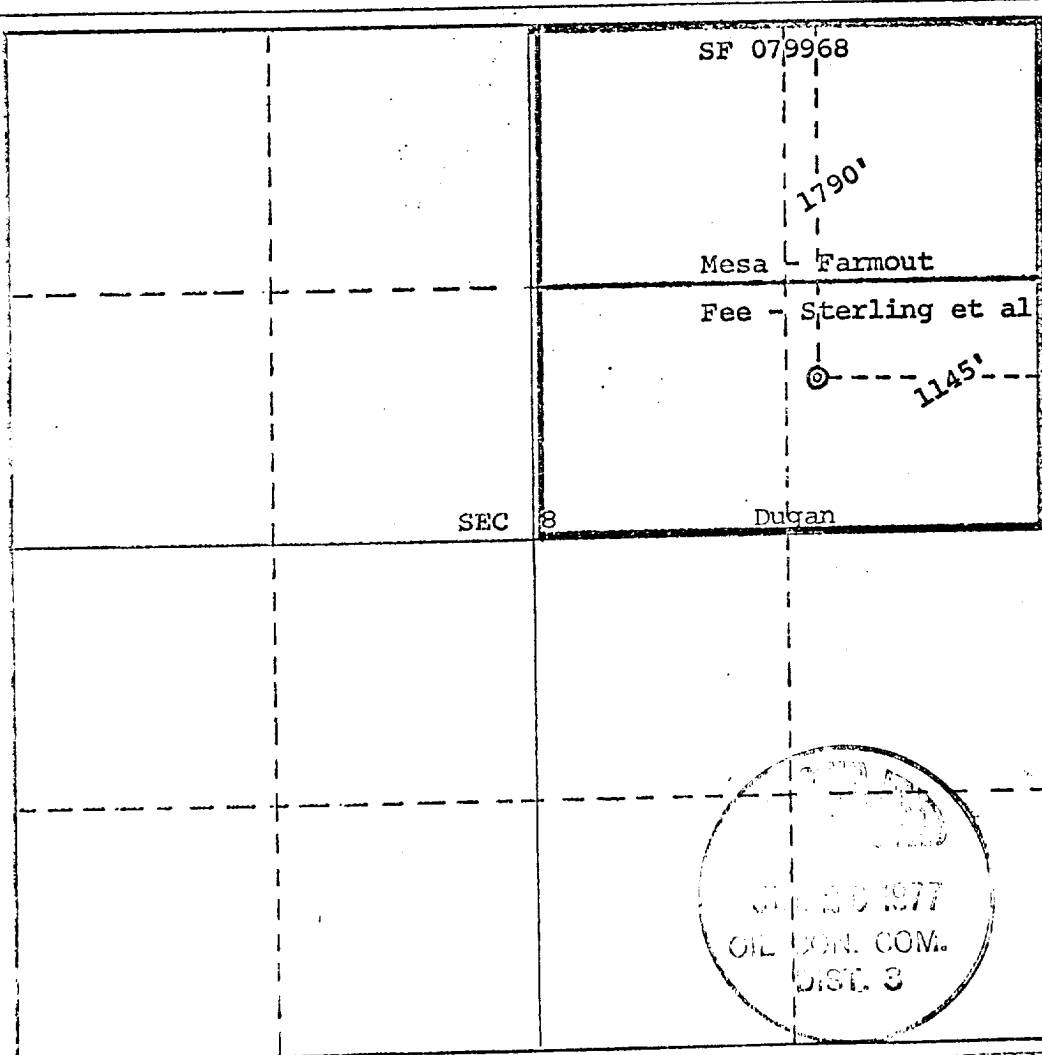 SF 079968
1790'
Mesa - Farmout
Fee - Sterling et al
1145'
SEC 8
Dugan
1977
OIL CON. COM.
DIST. 3